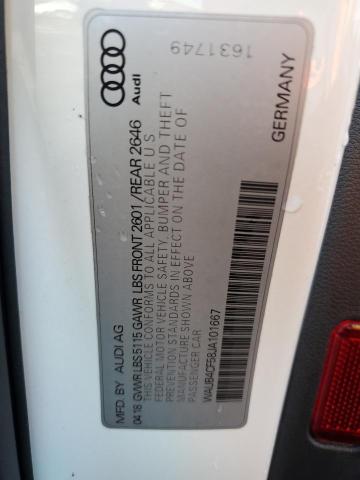 Audi
1631749
GERMANY
MFD. BY AUDI AG
04.18 GVWR LBS 5115 GAWR LBS FRONT 2601/REAR 2646
THIS VEHICLE CONFORMS TO ALL APPLICABLE U S
FEDERAL MOTOR VEHICLE SAFETY, BUMPER AND THEFT
PREVENTION STANDARDS IN EFFECT ON THE DATE OF
MANUFACTURE SHOWN ABOVE
PASSENGER CAR
WAUB4CF58JA101667